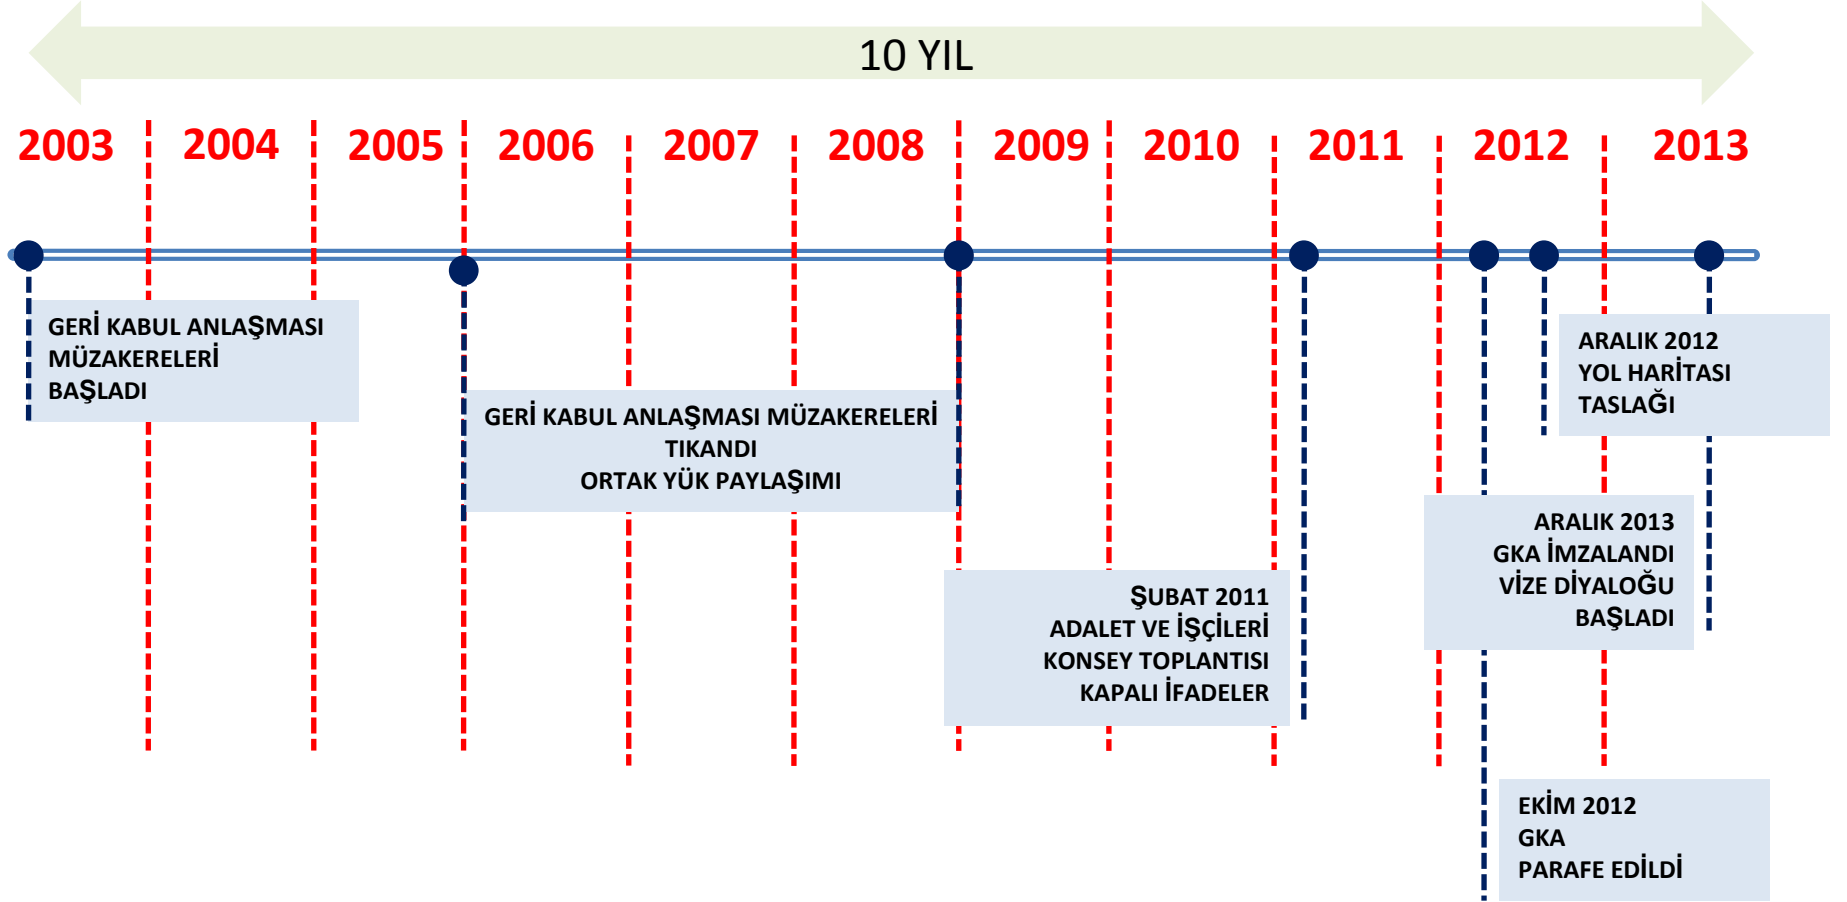 10 YIL
2003 2004 2005 2006 2007 2008 2009 2010 2011 2012 2013
GERİ KABUL ANLAŞMASI
MÜZAKERELERİ
BAŞLADI
GERİ KABUL ANLAŞMASI MÜZAKERELERİ
TIKANDI
ORTAK YÜK PAYLAŞIMI
ŞUBAT 2011
ADALET VE İŞÇİLERİ
KONSEY TOPLANTISI
KAPALI İFADELER
ARALIK 2012
YOL HARİTASI
TASLAĞI
ARALIK 2013
GKA İMZALANDI
VİZE DİYALOĞU
BAŞLADI
EKİM 2012
GKA
PARAFE EDİLDİ